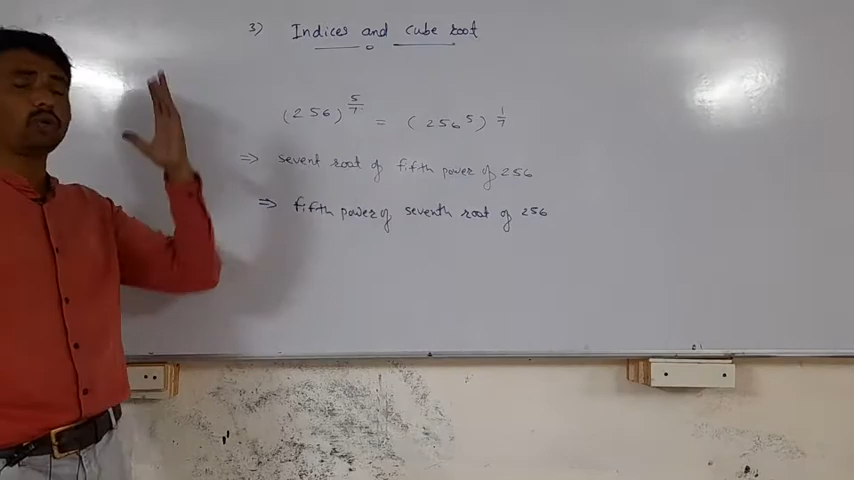 3) Indices and cube root
(256)^5/7 = (256^5)^1/7
⇒ sevent root of fifth power of 256
⇒ fifth power of seventh root of 256